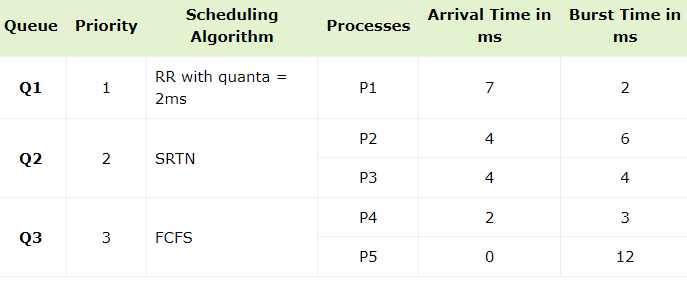 Queue Priority Scheduling Algorithm Processes Arrival Time in ms Burst Time in ms
Q1 1 RR with quanta = 2ms P1 7 2
Q2 2 SRTN P2 4 6
P3 4 4
Q3 3 FCFS P4 2 3
P5 0 12